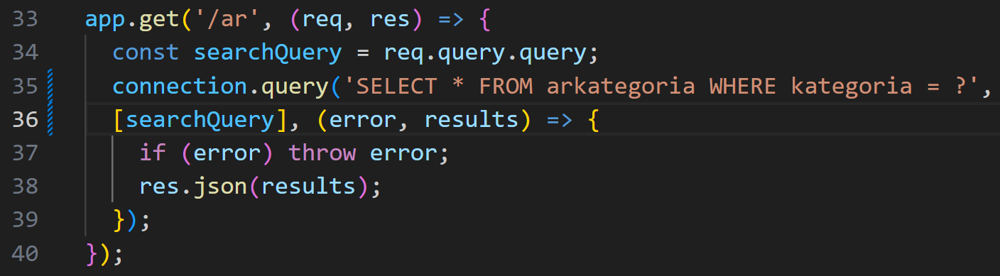 33 app.get('/ar', (req, res) => {
34 const searchQuery = req.query.query;
35 connection.query('SELECT * FROM arkategoria WHERE kategoria = ?',
36 [searchQuery], (error, results) => {
37 if (error) throw error;
38 res.json(results);
39 });
40 });